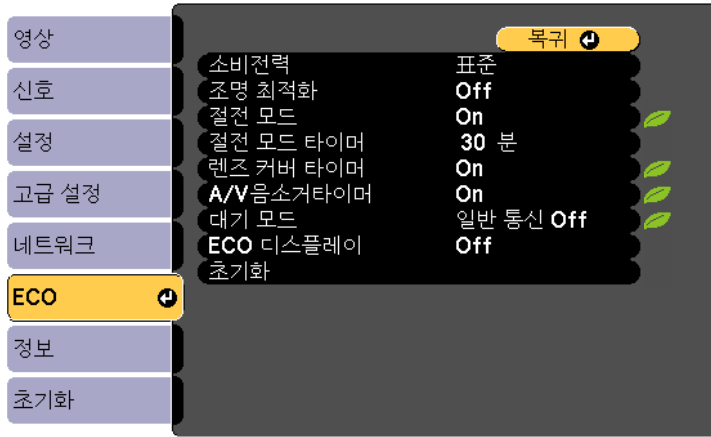 영상
신호
설정
고급 설정
네트워크
ECO
정보
초기화
복귀
소비전력 표준
조명 최적화 Off
절전 모드 On
절전 모드 타이머 30 분
렌즈 커버 타이머 On
A/V음소거타이머 On
대기 모드 일반 통신 Off
ECO 디스플레이 Off
초기화